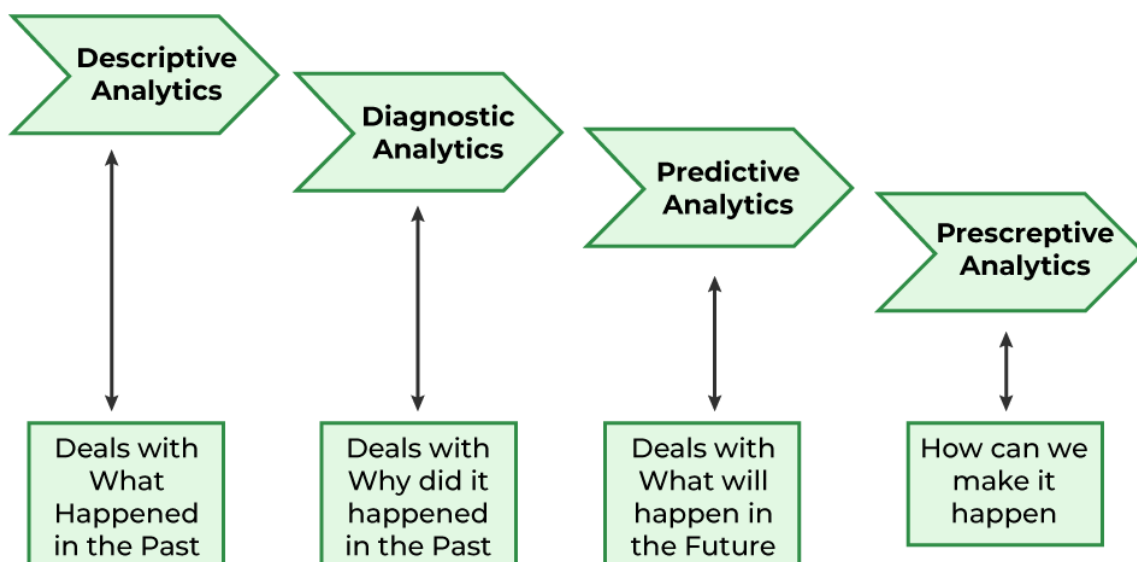 Descriptive
Analytics
Diagnostic
Analytics
Predictive
Analytics
Prescreptive
Analytics
Deals with
What
Happened
in the Past
Deals with
Why did it
happened
in the Past
Deals with
What will
happen in
the Future
How can we
make it
happen